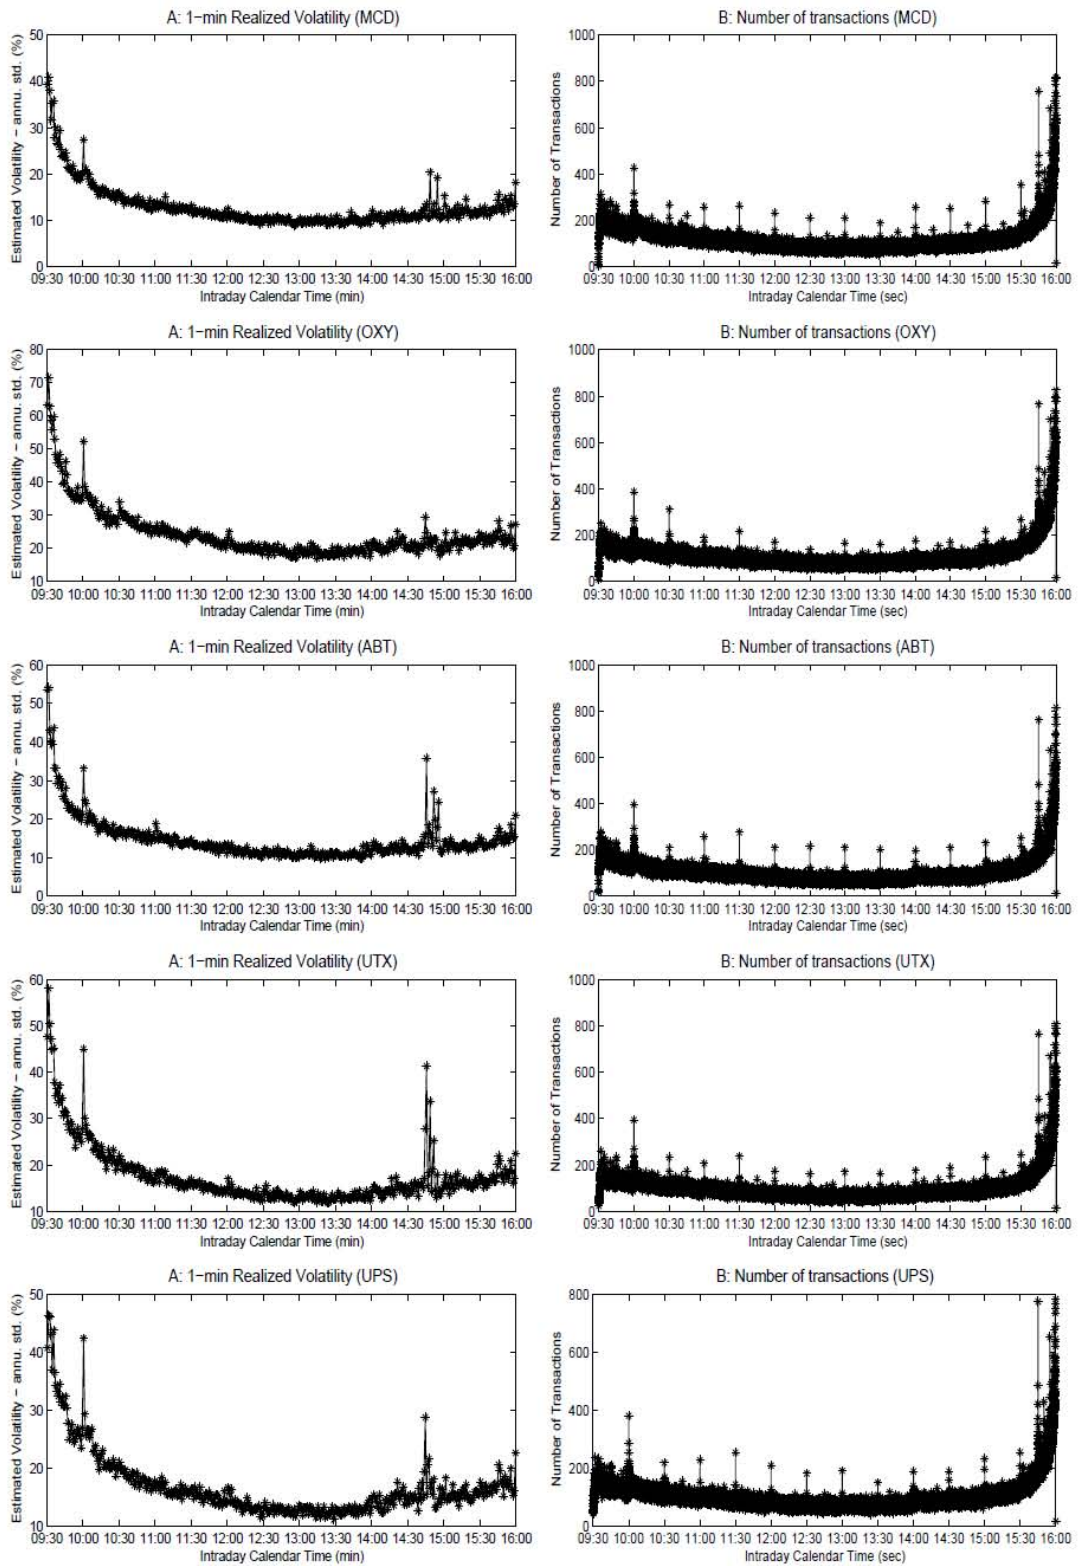 A: 1-min Realized Volatility (MCD)
B: Number of transactions (MCD)
Estimated Volatility - annu. std. (%)
50
40
30
20
10
0
09:30 10:00 10:30 11:00 11:30 12:00 12:30 13:00 13:30 14:00 14:30 15:00 15:30 16:00
Intraday Calendar Time (min)
Number of Transactions
1000
800
600
400
200
0
09:30 10:00 10:30 11:00 11:30 12:00 12:30 13:00 13:30 14:00 14:30 15:00 15:30 16:00
Intraday Calendar Time (sec)
A: 1-min Realized Volatility (OXY)
B: Number of transactions (OXY)
Estimated Volatility - annu. std. (%)
80
70
60
50
40
30
20
10
09:30 10:00 10:30 11:00 11:30 12:00 12:30 13:00 13:30 14:00 14:30 15:00 15:30 16:00
Intraday Calendar Time (min)
Number of Transactions
1000
800
600
400
200
0
09:30 10:00 10:30 11:00 11:30 12:00 12:30 13:00 13:30 14:00 14:30 15:00 15:30 16:00
Intraday Calendar Time (sec)
A: 1-min Realized Volatility (ABT)
B: Number of transactions (ABT)
Estimated Volatility - annu. std. (%)
60
50
40
30
20
10
0
09:30 10:00 10:30 11:00 11:30 12:00 12:30 13:00 13:30 14:00 14:30 15:00 15:30 16:00
Intraday Calendar Time (min)
Number of Transactions
1000
800
600
400
200
0
09:30 10:00 10:30 11:00 11:30 12:00 12:30 13:00 13:30 14:00 14:30 15:00 15:30 16:00
Intraday Calendar Time (sec)
A: 1-min Realized Volatility (UTX)
B: Number of transactions (UTX)
Estimated Volatility - annu. std. (%)
60
50
40
30
20
10
09:30 10:00 10:30 11:00 11:30 12:00 12:30 13:00 13:30 14:00 14:30 15:00 15:30 16:00
Intraday Calendar Time (min)
Number of Transactions
1000
800
600
400
200
0
09:30 10:00 10:30 11:00 11:30 12:00 12:30 13:00 13:30 14:00 14:30 15:00 15:30 16:00
Intraday Calendar Time (sec)
A: 1-min Realized Volatility (UPS)
B: Number of transactions (UPS)
Estimated Volatility - annu. std. (%)
50
40
30
20
10
09:30 10:00 10:30 11:00 11:30 12:00 12:30 13:00 13:30 14:00 14:30 15:00 15:30 16:00
Intraday Calendar Time (min)
Number of Transactions
800
600
400
200
0
09:30 10:00 10:30 11:00 11:30 12:00 12:30 13:00 13:30 14:00 14:30 15:00 15:30 16:00
Intraday Calendar Time (sec)